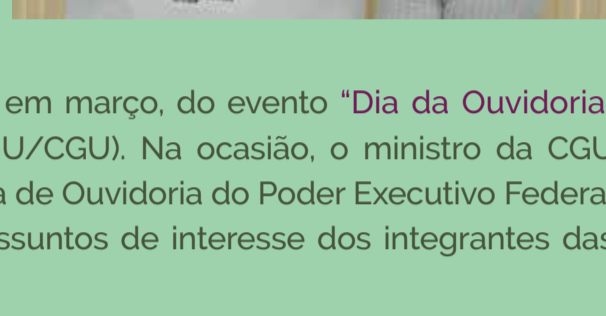 em março, do evento “Dia da Ouvidoria
U/CGU). Na ocasião, o ministro da CGU
a de Ouvidoria do Poder Executivo Federa
ssuntos de interesse dos integrantes das